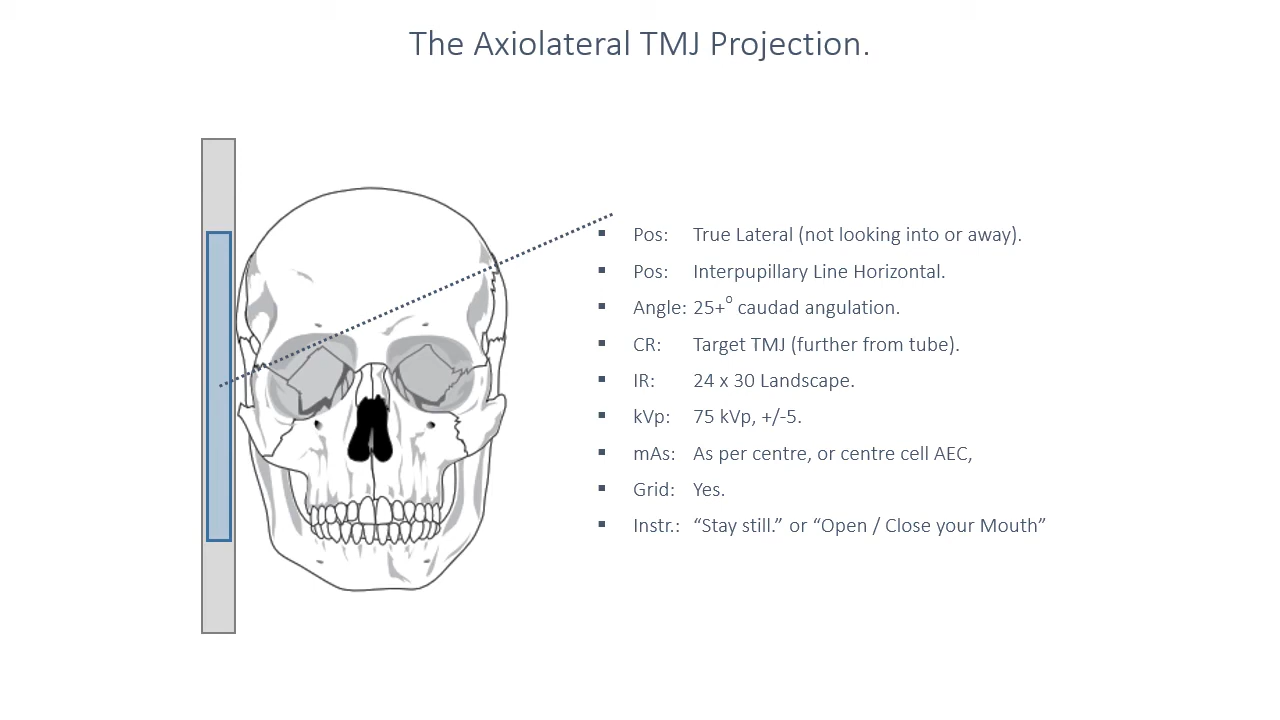 The Axiolateral TMJ Projection.
▪ Pos: True Lateral (not looking into or away).
▪ Pos: Interpupillary Line Horizontal.
▪ Angle: 25+⁰ caudad angulation.
▪ CR: Target TMJ (further from tube).
▪ IR: 24 x 30 Landscape.
▪ kVp: 75 kVp, +/-5.
▪ mAs: As per centre, or centre cell AEC,
▪ Grid: Yes.
▪ Instr.: “Stay still.” or “Open / Close your Mouth”